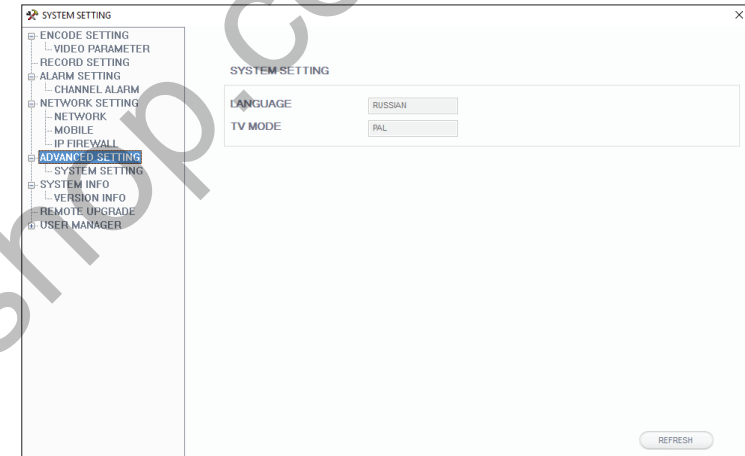 SYSTEM SETTING
ENCODE SETTING
VIDEO PARAMETER
RECORD SETTING
ALARM SETTING
CHANNEL ALARM
NETWORK SETTING
NETWORK
MOBILE
IP FIREWALL
ADVANCED SETTING
SYSTEM SETTING
SYSTEM INFO
VERSION INFO
REMOTE UPGRADE
USER MANAGER
SYSTEM SETTING
LANGUAGE RUSSIAN
TV MODE PAL
REFRESH
shop.c